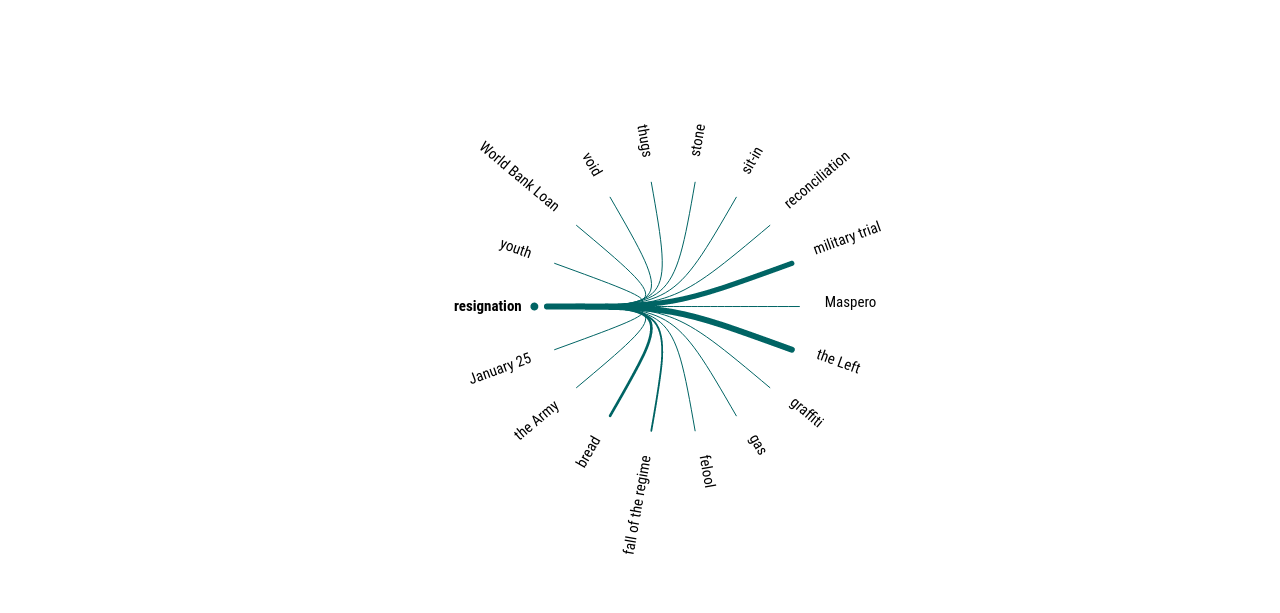 thugs
stone
void
sit-in
World Bank Loan
reconciliation
youth
military trial
resignation
Maspero
January 25
the Left
the Army
graffiti
bread
gas
fall of the regime
felool